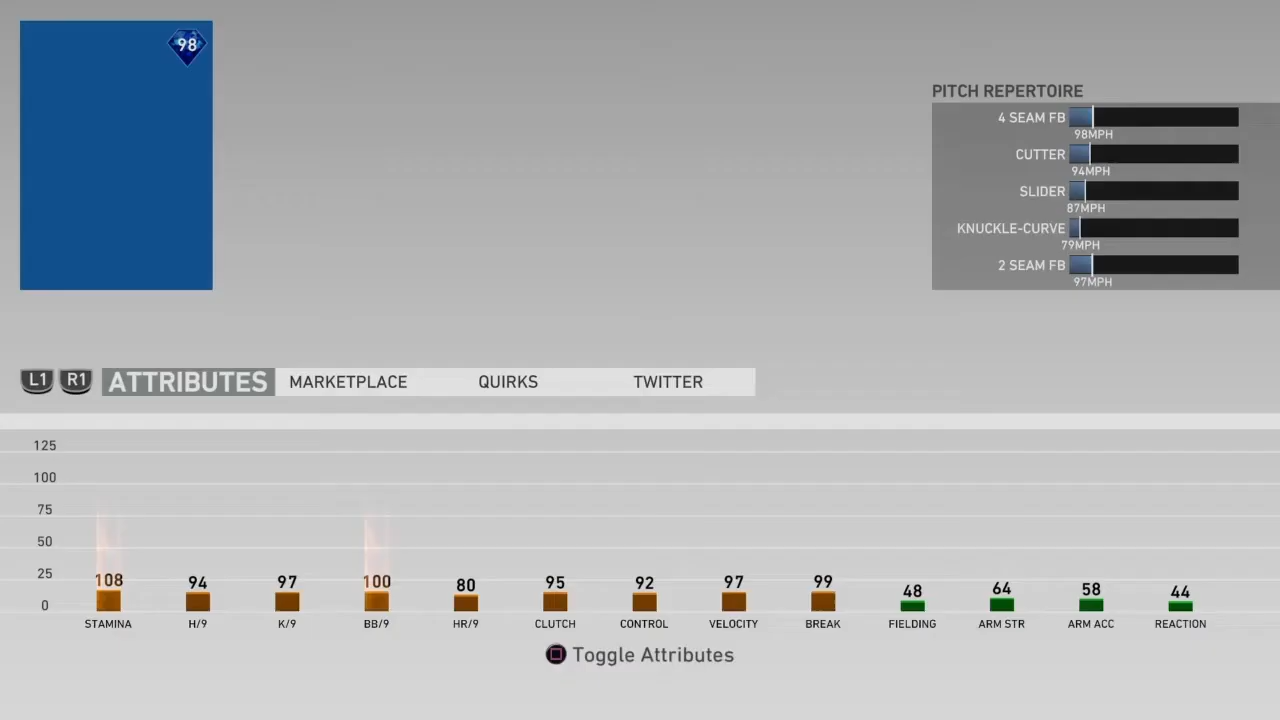 98
PITCH REPERTOIRE
4 SEAM FB
98MPH
CUTTER
94MPH
SLIDER
87MPH
KNUCKLE-CURVE
79MPH
2 SEAM FB
97MPH
L1 R1 ATTRIBUTES MARKETPLACE QUIRKS TWITTER
125
100
75
50
25
0
108 94 97 100 80 95 92 97 99 48 64 58 44
STAMINA H/9 K/9 BB/9 HR/9 CLUTCH CONTROL VELOCITY BREAK FIELDING ARM STR ARM ACC REACTION
Toggle Attributes